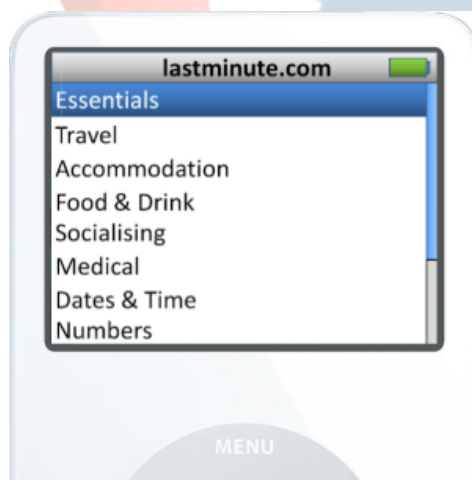 lastminute.com
Essentials
Travel
Accommodation
Food & Drink
Socialising
Medical
Dates & Time
Numbers
MENU